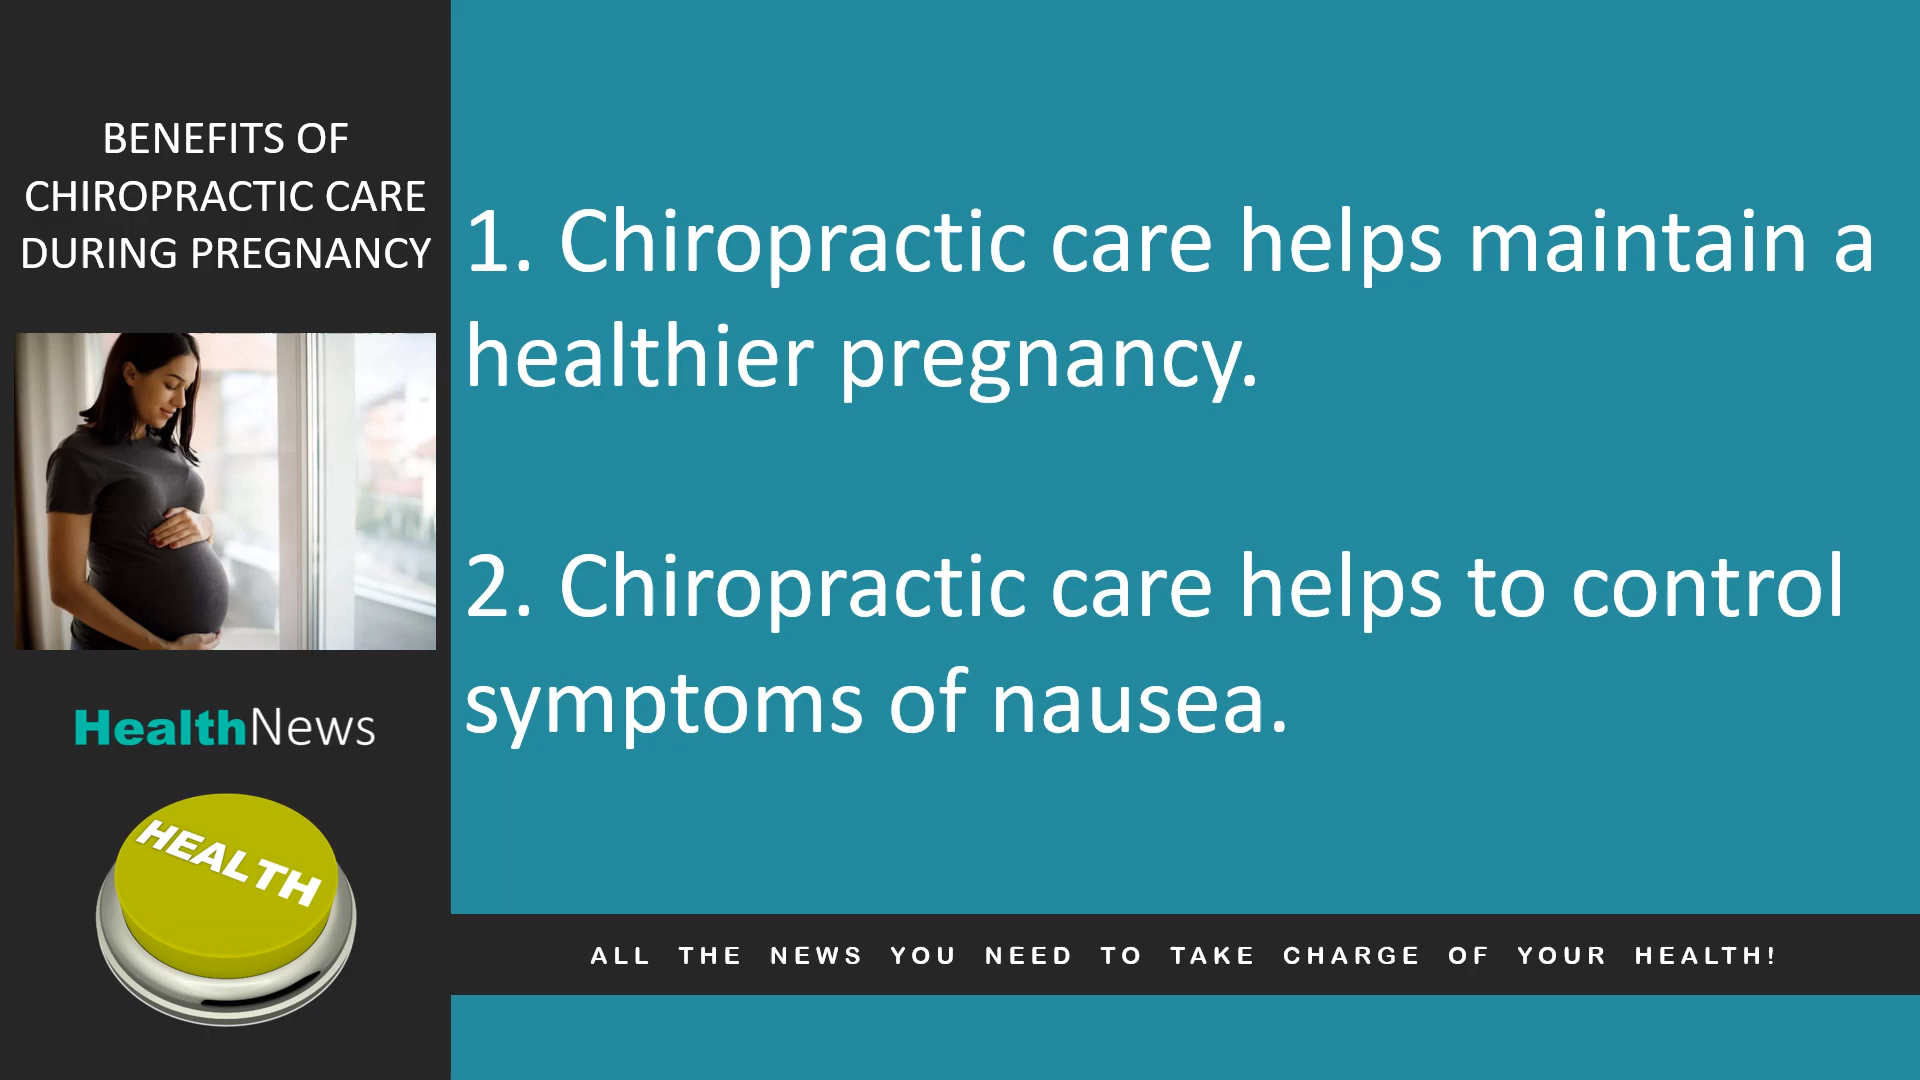 BENEFITS OF
CHIROPRACTIC CARE
DURING PREGNANCY
HealthNews
HEALTH
1. Chiropractic care helps maintain a
healthier pregnancy.
2. Chiropractic care helps to control
symptoms of nausea.
ALL THE NEWS YOU NEED TO TAKE CHARGE OF YOUR HEALTH!